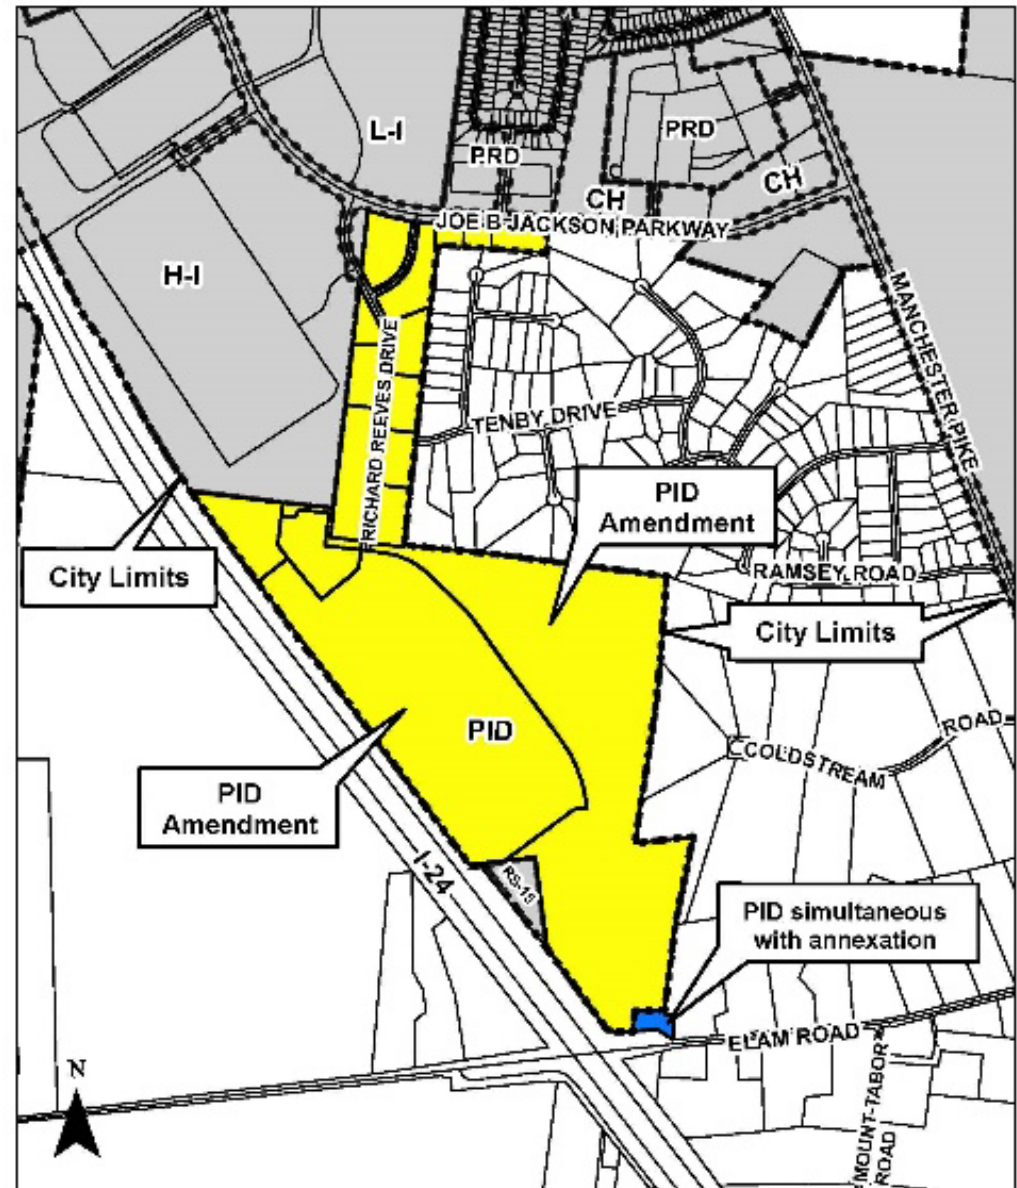 L-I
PRD
PRD
CH
CH
JOE B JACKSON PARKWAY
H-I
MANCHESTER PIKE
RICHARD REEVES DRIVE
TENBY DRIVE
PID
Amendment
City Limits
RAMSEY ROAD
City Limits
PID
COLDSTREAM ROAD
PID
Amendment
I-24
RS-15
PID simultaneous
with annexation
ELAM ROAD
N
MOUNT-TABOR
ROAD